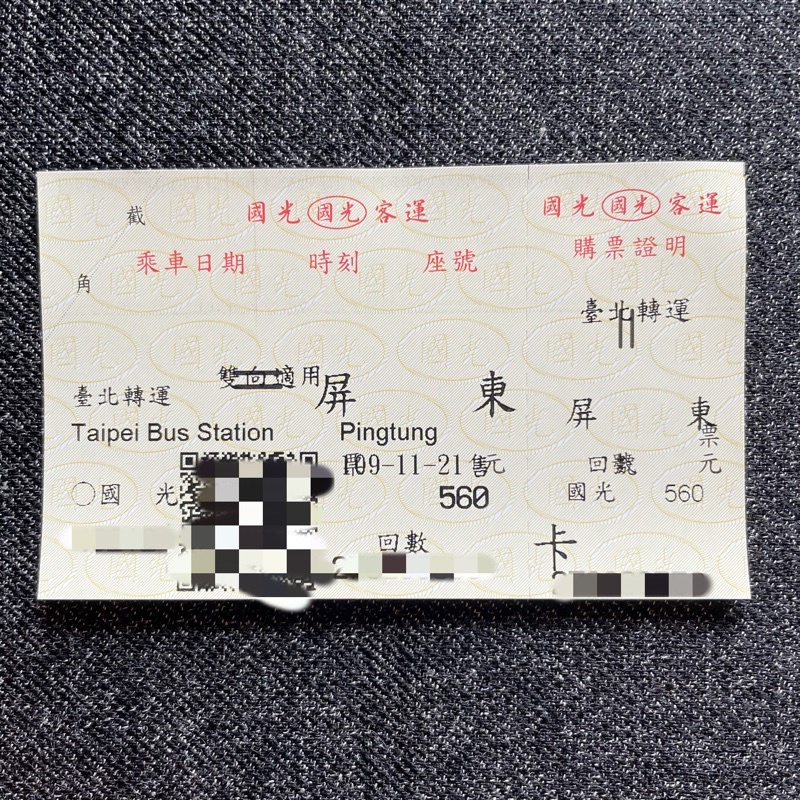 截角
國光 國光 客運
乘車日期 時刻 座號
雙向適用
臺北轉運 屏東
Taipei Bus Station Pingtung
109-11-21 售 元
○國光 560
回數
卡
國光 國光 客運
購票證明
臺北轉運
屏東
回數 票
元
國光 560